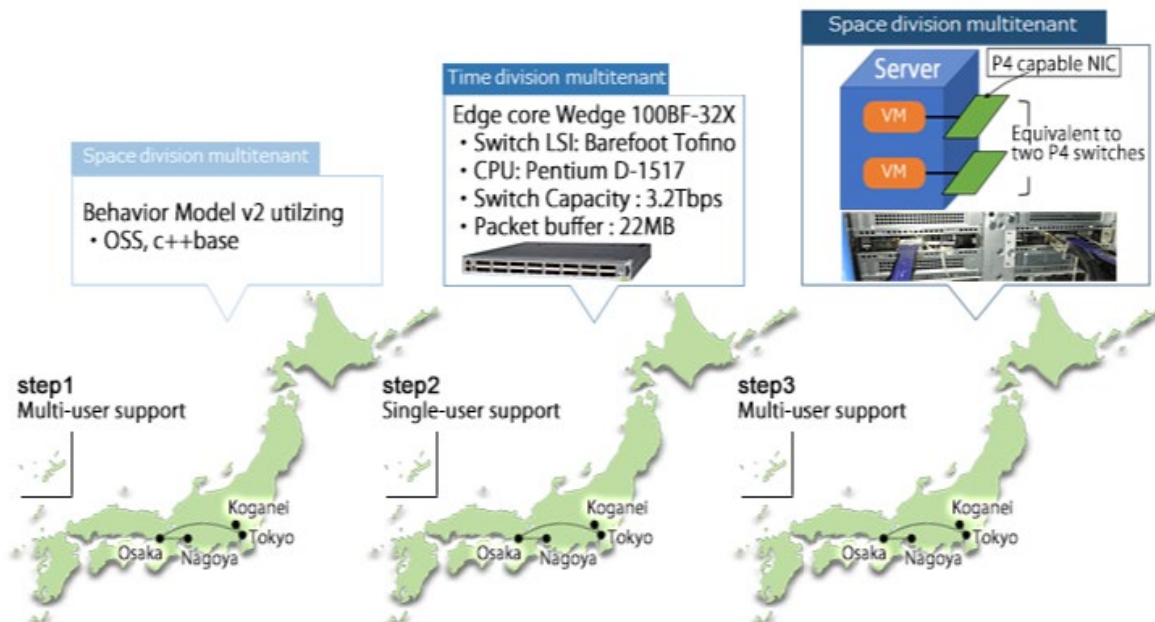 Space division multitenant
Behavior Model v2 utilzing
・OSS, c++base
Time division multitenant
Edge core Wedge 100BF-32X
・Switch LSI: Barefoot Tofino
・CPU: Pentium D-1517
・Switch Capacity : 3.2Tbps
・Packet buffer : 22MB
Space division multitenant
Server
P4 capable NIC
VM
VM
Equivalent to
two P4 switches
step1
Multi-user support
Koganei
Tokyo
Osaka
Nagoya
step2
Single-user support
Koganei
Tokyo
Osaka
Nagoya
step3
Multi-user support
Koganei
Tokyo
Osaka
Nagoya